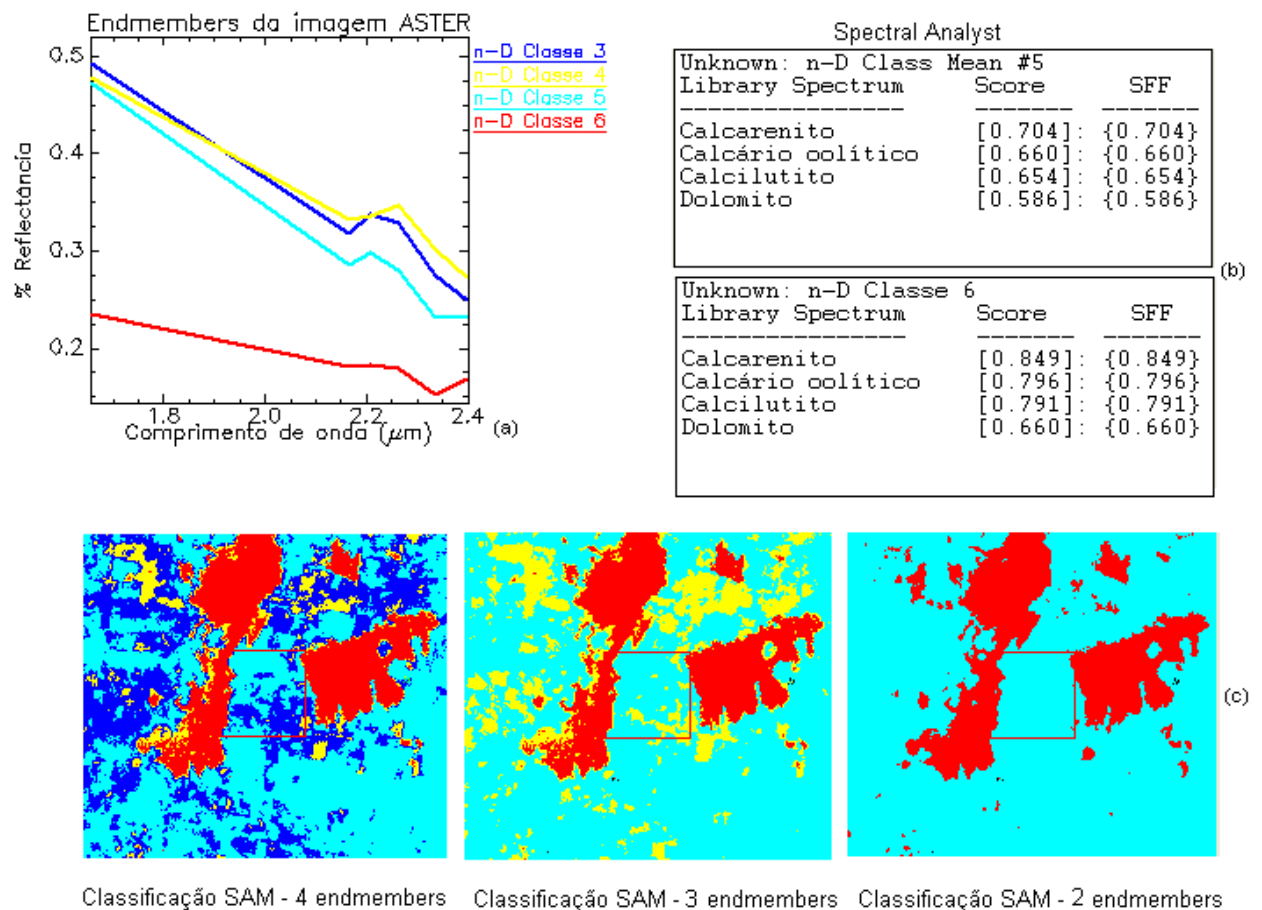 Endmembers da imagem ASTER
n-D Classe 3
n-D Classe 4
n-D Classe 5
n-D Classe 6
% Reflectância
0.5
0.4
0.3
0.2
1.8 2.0 2.2 2.4
Comprimento de onda (μm)
(a)
Spectral Analyst
Unknown: n-D Class Mean #5
Library Spectrum Score SFF
Calcarenito [0.704]: {0.704}
Calcário oolítico [0.660]: {0.660}
Calcilutito [0.654]: {0.654}
Dolomito [0.586]: {0.586}
(b)
Unknown: n-D Classe 6
Library Spectrum Score SFF
Calcarenito [0.849]: {0.849}
Calcário oolítico [0.796]: {0.796}
Calcilutito [0.791]: {0.791}
Dolomito [0.660]: {0.660}
(c)
Classificação SAM - 4 endmembers
Classificação SAM - 3 endmembers
Classificação SAM - 2 endmembers